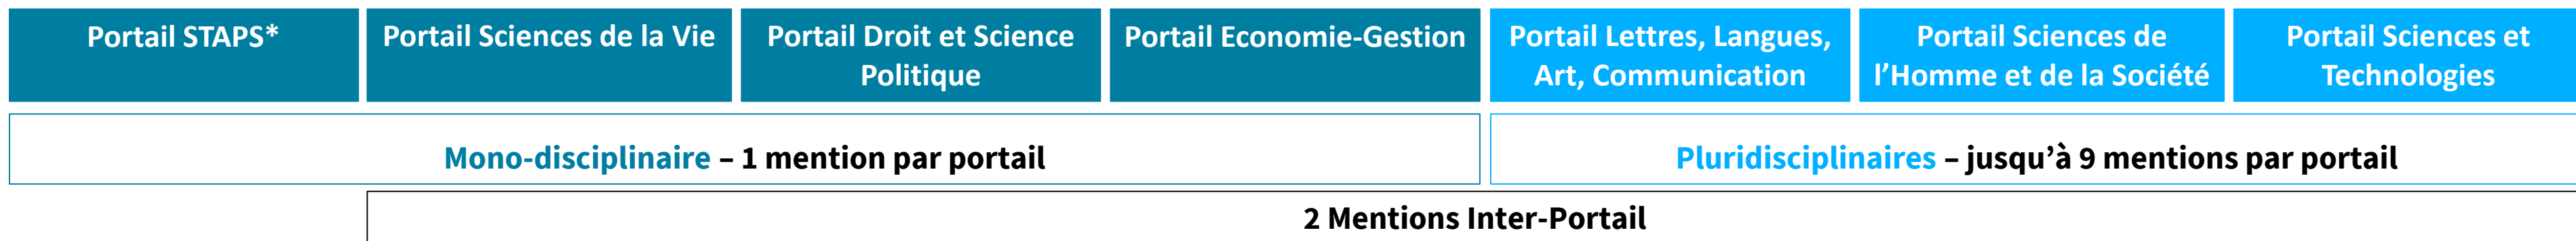 Portail STAPS*
Portail Sciences de la Vie
Portail Droit et Science
Politique
Portail Economie-Gestion
Portail Lettres, Langues,
Art, Communication
Portail Sciences de
l’Homme et de la Société
Portail Sciences et
Technologies
Mono-disciplinaire – 1 mention par portail
Pluridisciplinaires – jusqu’à 9 mentions par portail
2 Mentions Inter-Portail